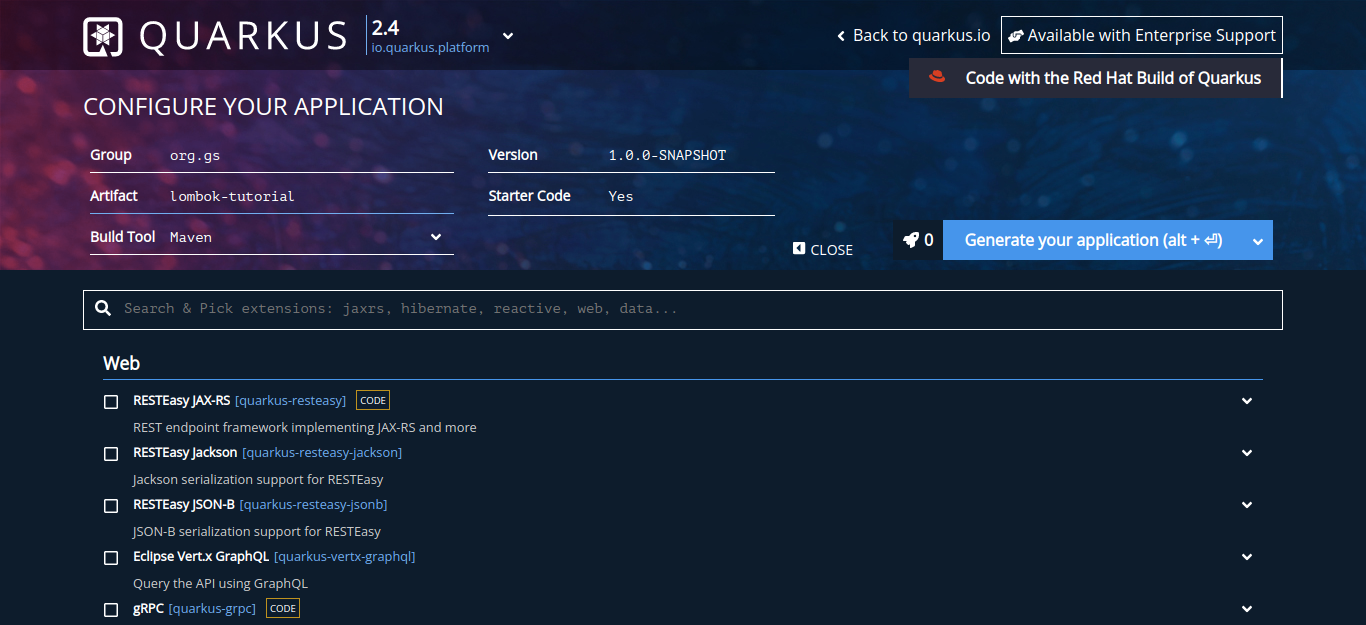 QUARKUS
2.4
io.quarkus.platform
Back to quarkus.io
Available with Enterprise Support
Code with the Red Hat Build of Quarkus
CONFIGURE YOUR APPLICATION
Group org.gs
Version 1.0.0-SNAPSHOT
Artifact lombok-tutorial
Starter Code Yes
Build Tool Maven
CLOSE
0
Generate your application (alt + ⏎)
Search & Pick extensions: jaxrs, hibernate, reactive, web, data...
Web
RESTEasy JAX-RS [quarkus-resteasy] CODE
REST endpoint framework implementing JAX-RS and more
RESTEasy Jackson [quarkus-resteasy-jackson]
Jackson serialization support for RESTEasy
RESTEasy JSON-B [quarkus-resteasy-jsonb]
JSON-B serialization support for RESTEasy
Eclipse Vert.x GraphQL [quarkus-vertx-graphql]
Query the API using GraphQL
gRPC [quarkus-grpc] CODE